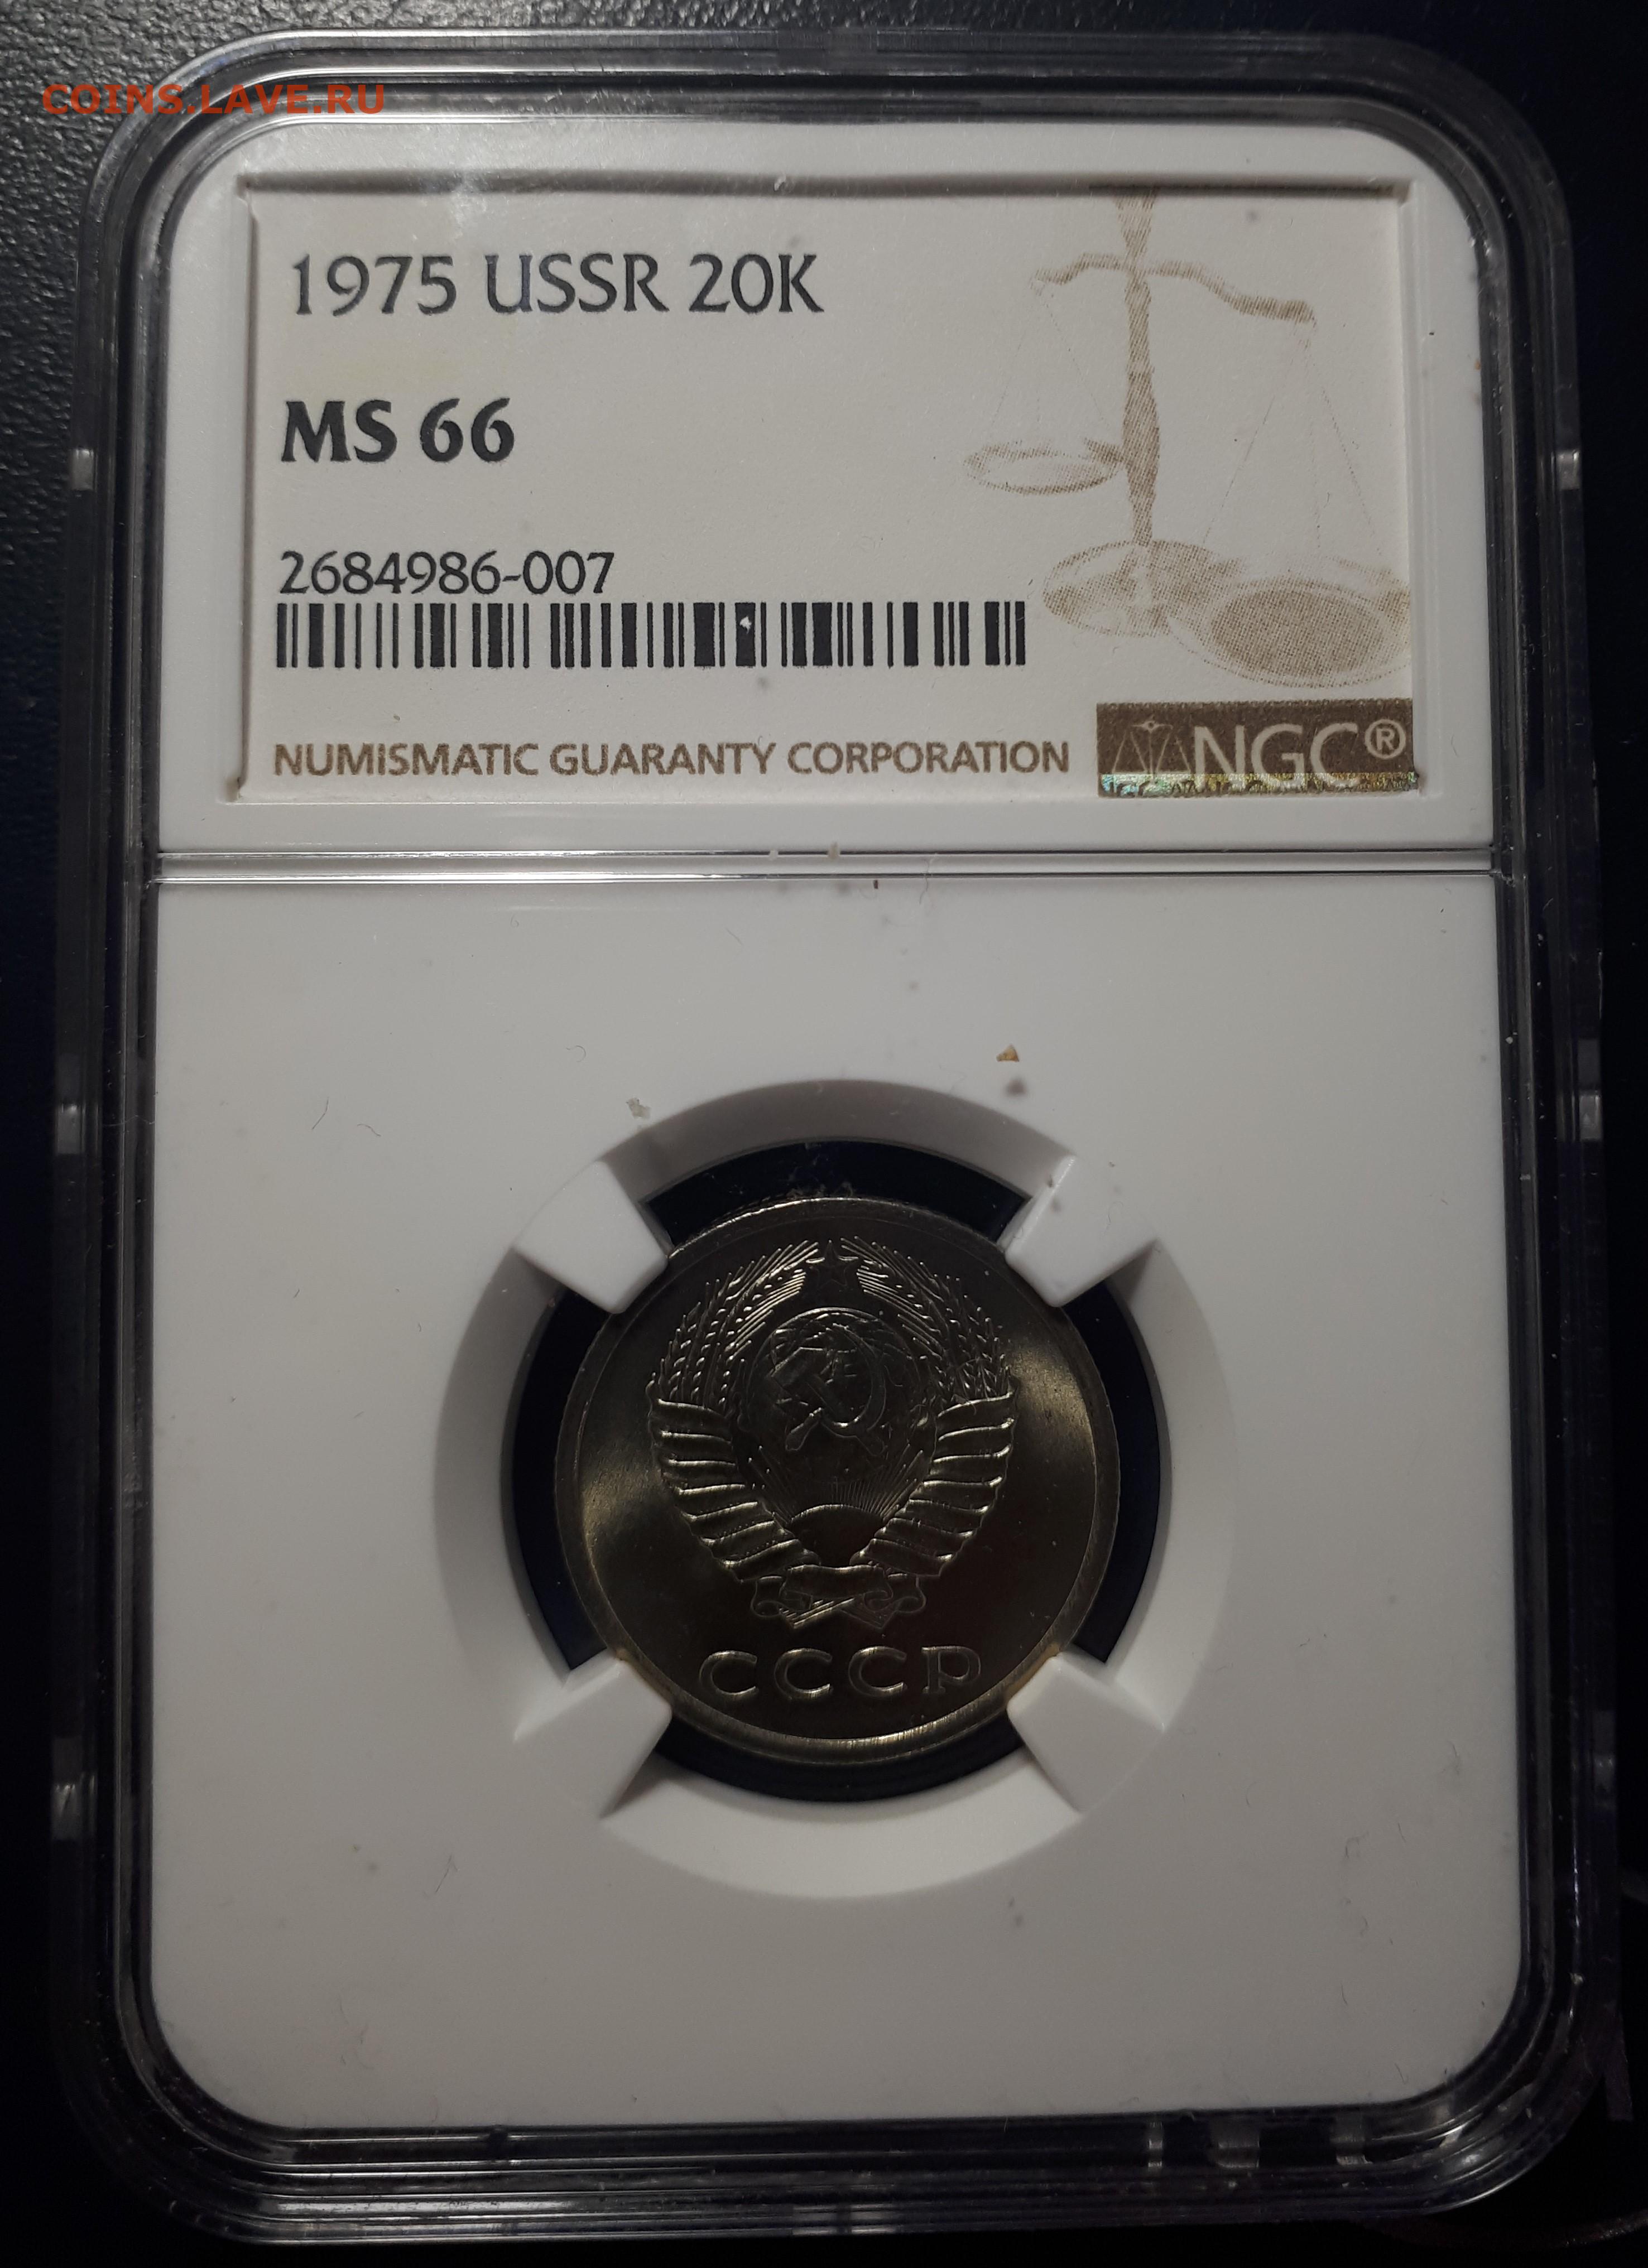 COINS.LAVE.RU
1975 USSR 20K
MS 66
2684986-007
NUMISMATIC GUARANTY CORPORATION
NGC®
СССР